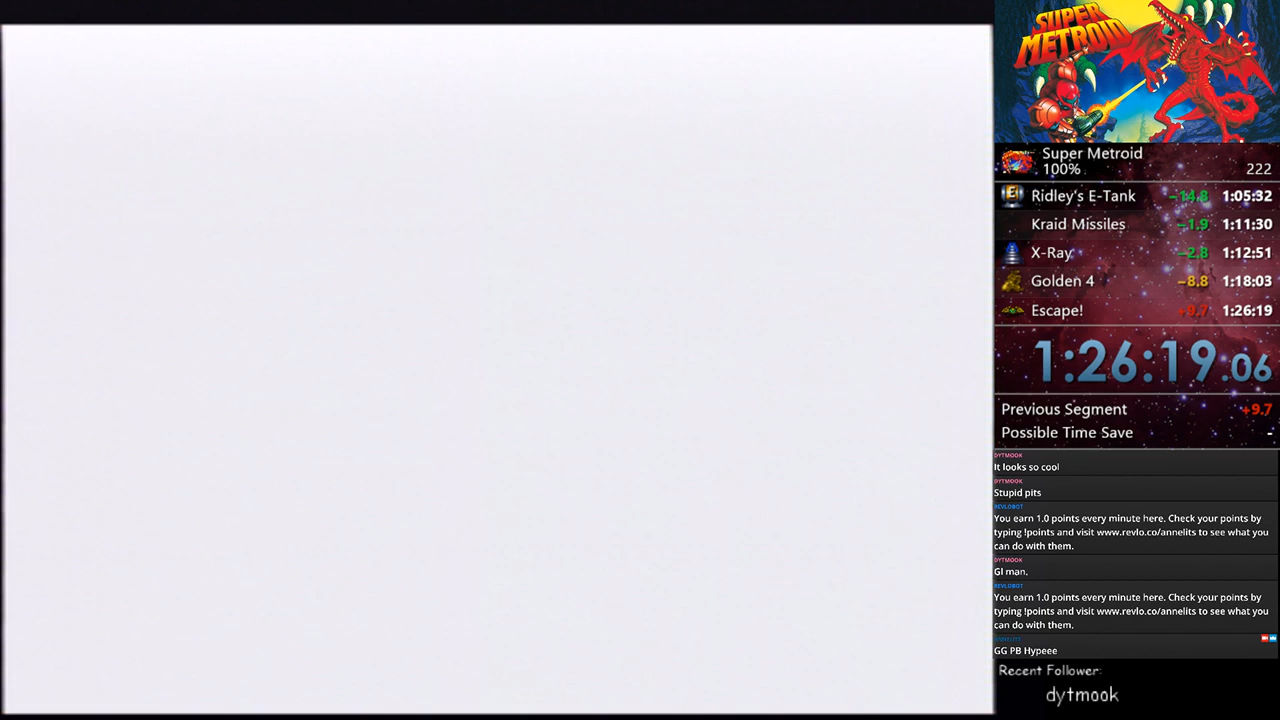 SUPER
METROID
Super Metroid
100% 222
Ridley's E-Tank -14.8 1:05:32
Kraid Missiles -1.9 1:11:30
X-Ray -2.8 1:12:51
Golden 4 -8.8 1:18:03
Escape! +9.7 1:26:19
1:26:19.06
Previous Segment +9.7
Possible Time Save -
DYTMOOK
It looks so cool
DYTMOOK
Stupid pits
REVLOBOT
You earn 1.0 points every minute here. Check your points by
typing !points and visit www.revlo.co/annelits to see what you
can do with them.
DYTMOOK
Gl man.
REVLOBOT
You earn 1.0 points every minute here. Check your points by
typing !points and visit www.revlo.co/annelits to see what you
can do with them.
GG PB Hypeee
Recent Follower:
dytmook